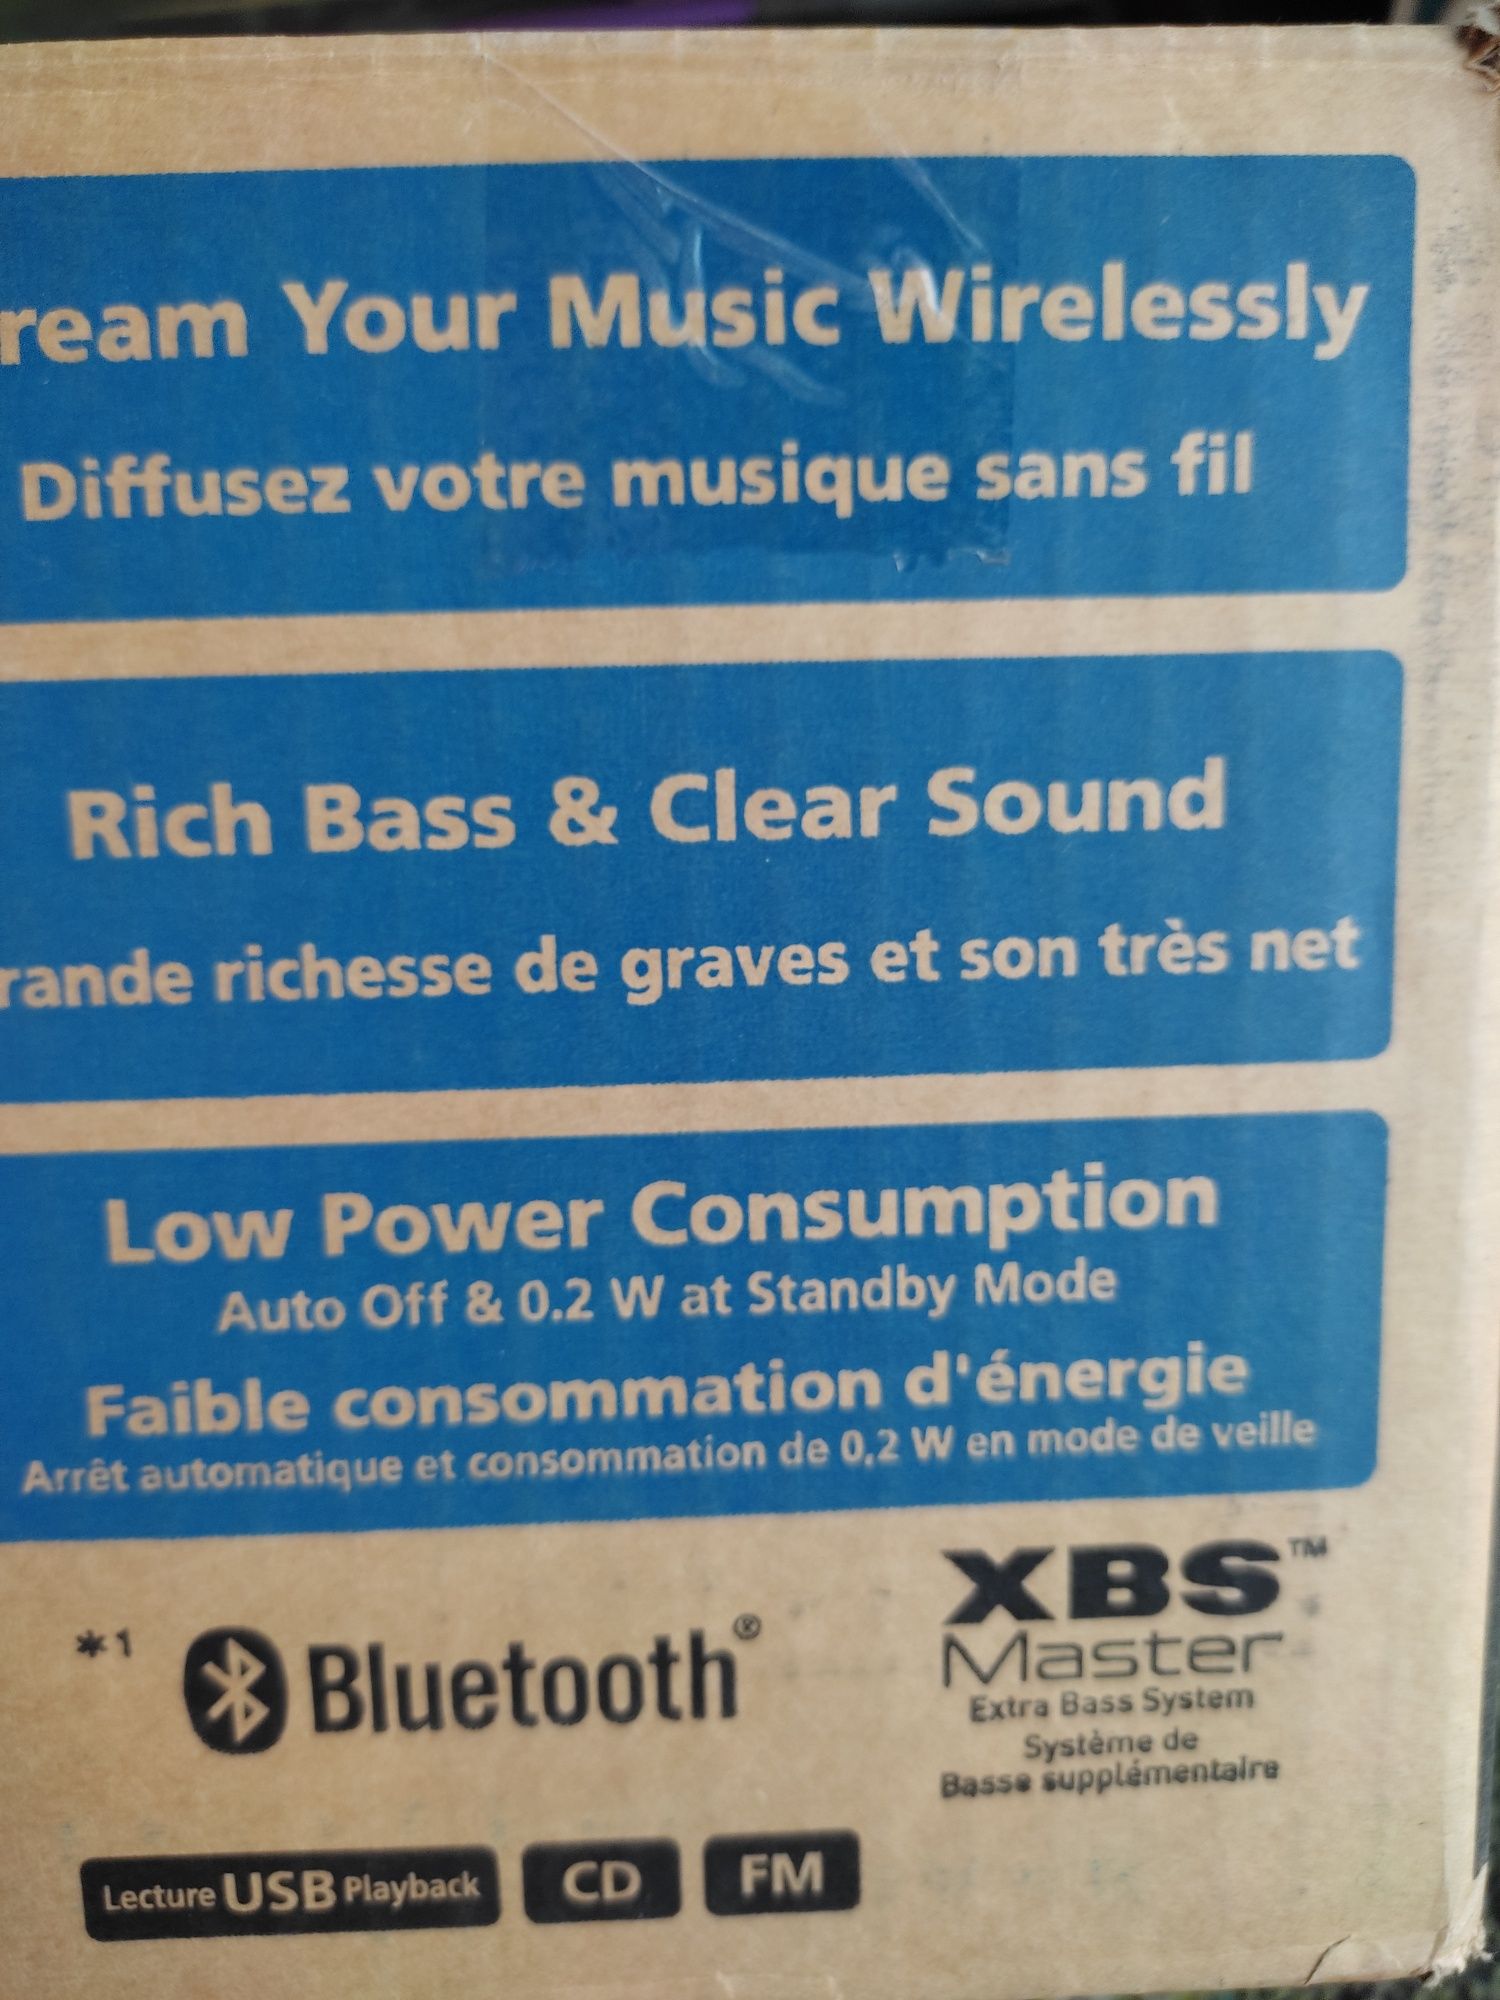 ream Your Music Wirelessly
Diffusez votre musique sans fil
Rich Bass & Clear Sound
rande richesse de graves et son très net
Low Power Consumption
Auto Off & 0.2 W at Standby Mode
Faible consommation d'énergie
Arrêt automatique et consommation de 0,2 W en mode de veille
*1 Bluetooth®
XBS™
Master
Extra Bass System
Système de
Basse supplémentaire
Lecture USB Playback CD FM